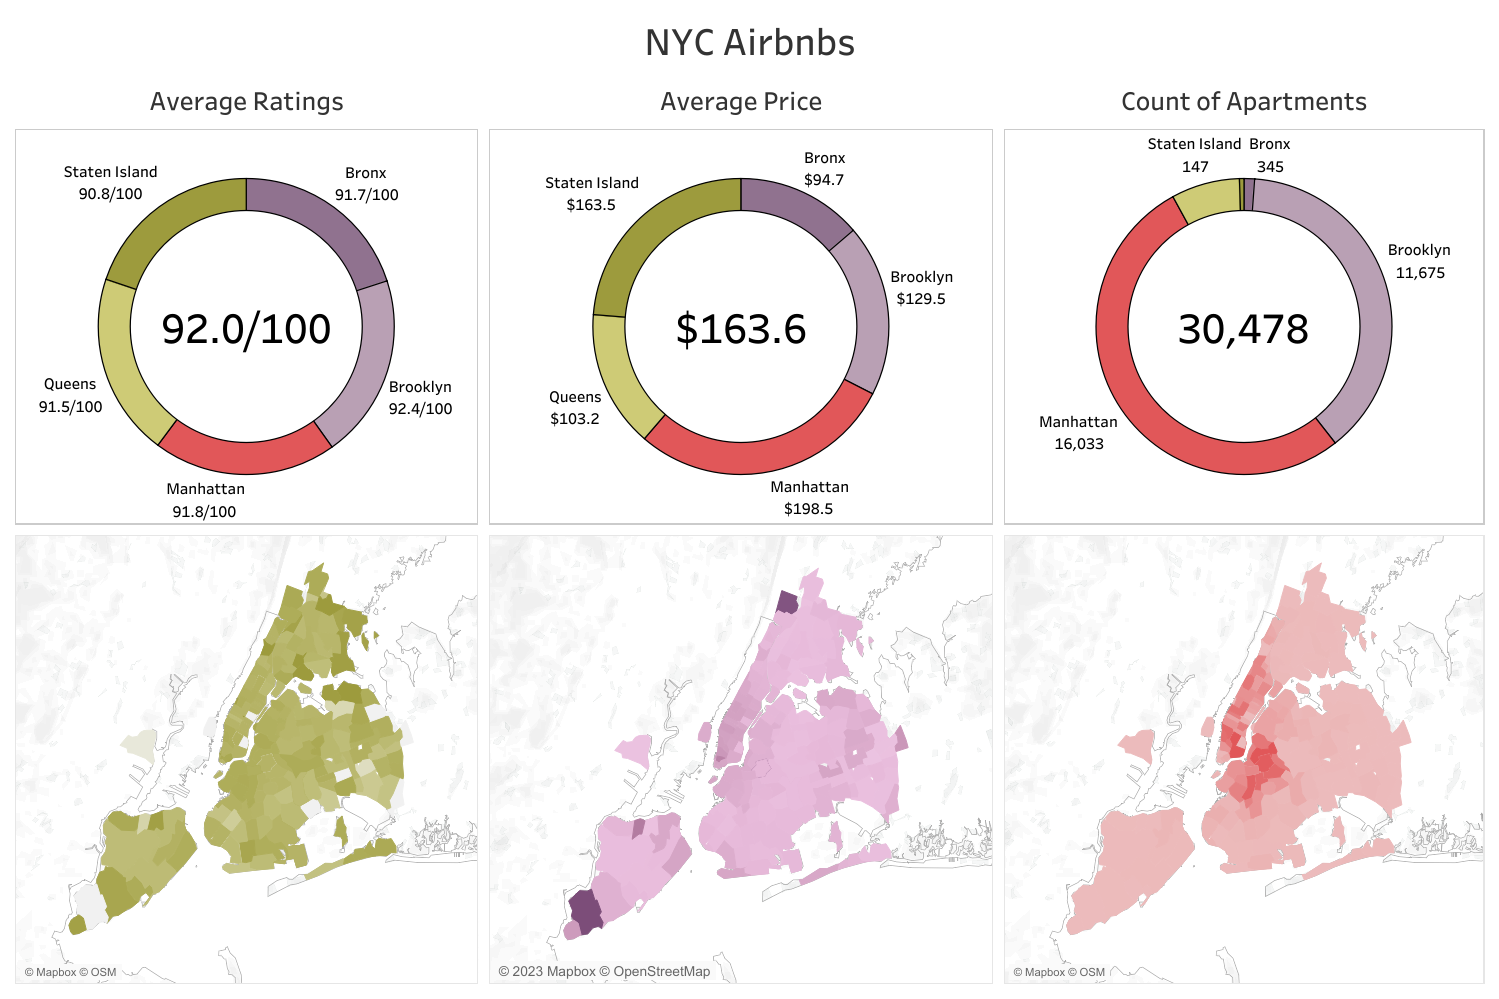 NYC Airbnbs
Average Ratings
Average Price
Count of Apartments
Staten Island
90.8/100
Bronx
91.7/100
92.0/100
Queens
91.5/100
Brooklyn
92.4/100
Manhattan
91.8/100
Bronx
$94.7
Staten Island
$163.5
Brooklyn
$129.5
$163.6
Queens
$103.2
Manhattan
$198.5
Staten Island
147
Bronx
345
Brooklyn
11,675
30,478
Manhattan
16,033
© Mapbox © OSM
© 2023 Mapbox © OpenStreetMap
© Mapbox © OSM